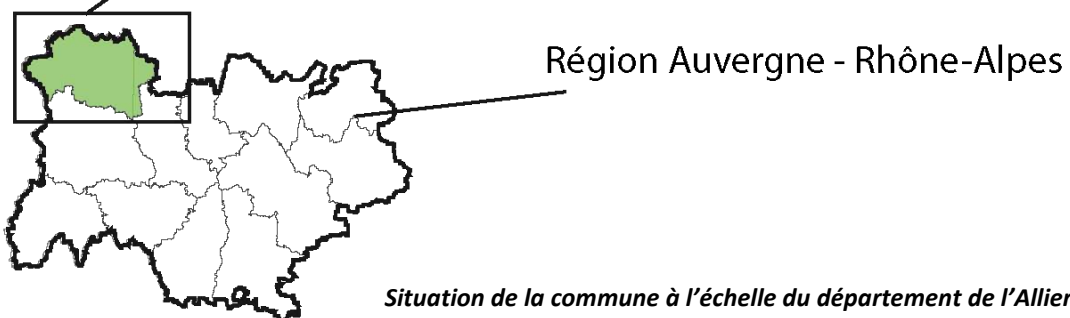 Région Auvergne - Rhône-Alpes
Situation de la commune à l’échelle du département de l’Allier